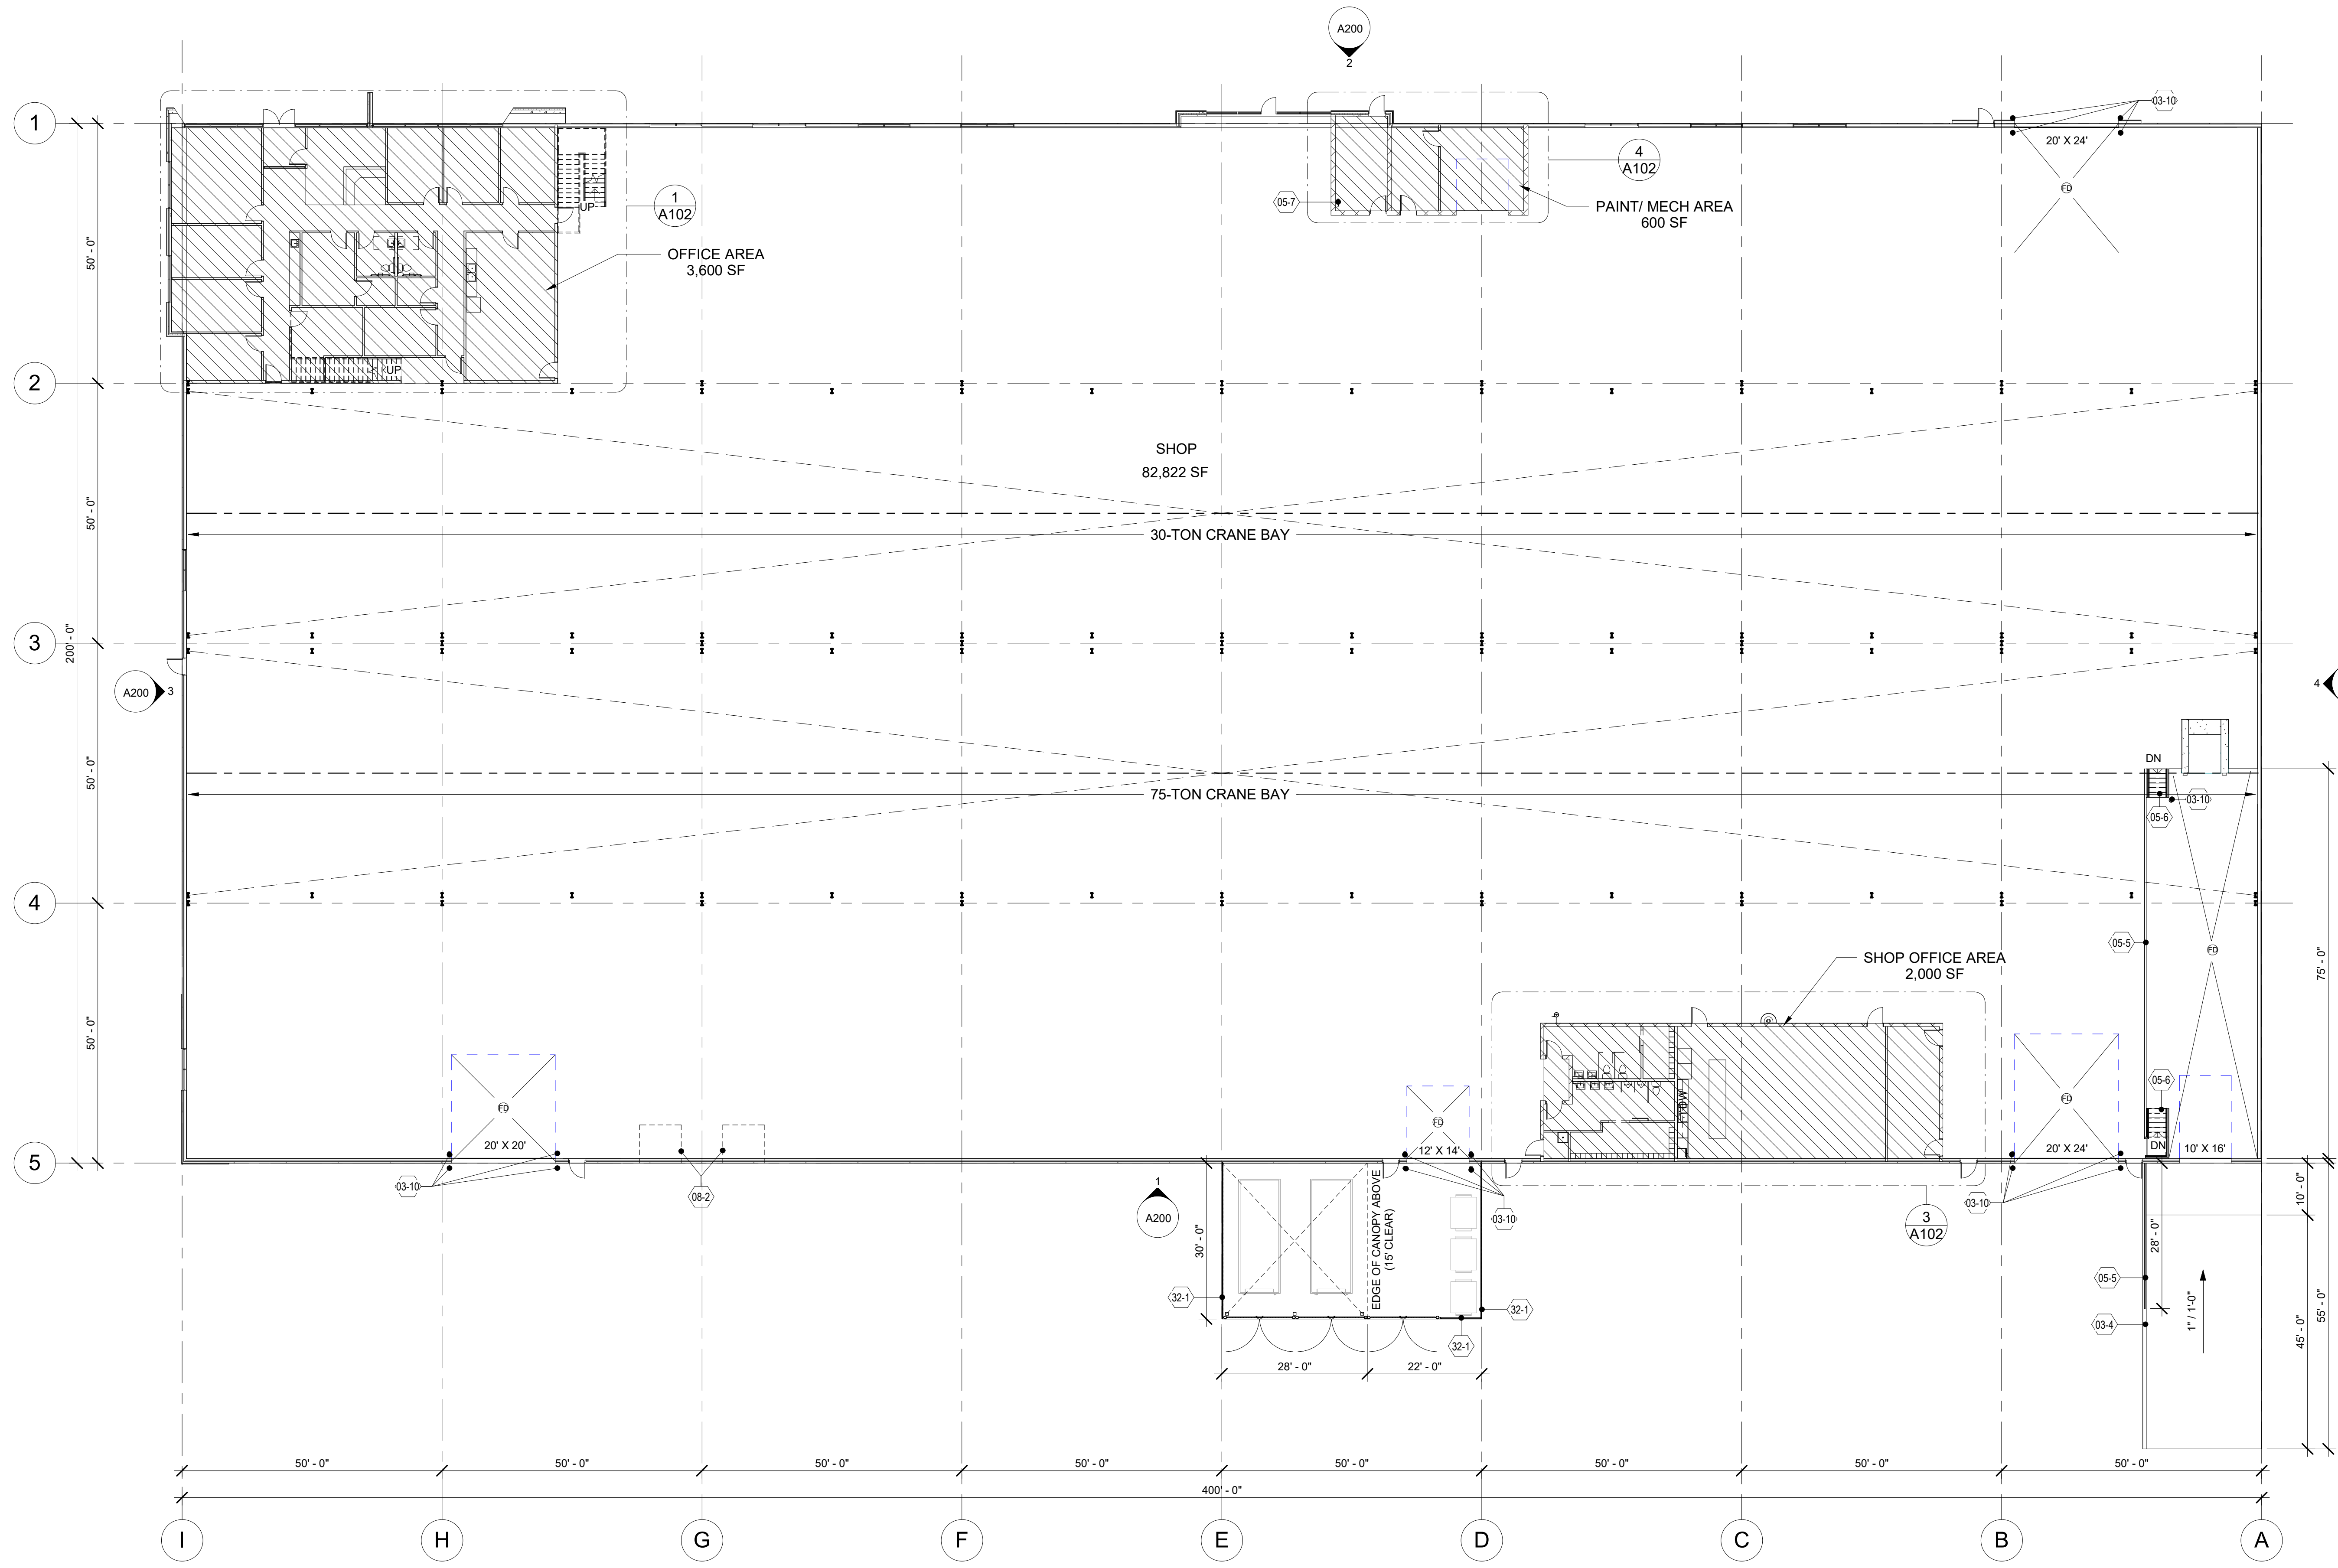 A200
2
1
03-10
20' X 24'
4
A102
FD
1
A102
05-7
PAINT/ MECH AREA
600 SF
UP
50' - 0"
OFFICE AREA
3,600 SF
UP
2
SHOP
82,822 SF
50' - 0"
30-TON CRANE BAY
3
200' - 0"
A200
3
4
DN
50' - 0"
75-TON CRANE BAY
03-10
05-6
4
05-5
FD
75' - 0"
SHOP OFFICE AREA
2,000 SF
50' - 0"
05-6
FD
FD
FD
20' X 20'
12' X 14'
20' X 24'
DN
10' X 16'
5
03-10
08-2
1
A200
30' - 0"
EDGE OF CANOPY ABOVE
(15' CLEAR)
03-10
03-10
3
A102
28' - 0"
10' - 0"
05-5
32-1
32-1
03-4
1" / 1'-0"
45' - 0"
55' - 0"
32-1
28' - 0"
22' - 0"
50' - 0"
50' - 0"
50' - 0"
50' - 0"
50' - 0"
50' - 0"
50' - 0"
50' - 0"
400' - 0"
I
H
G
F
E
D
C
B
A